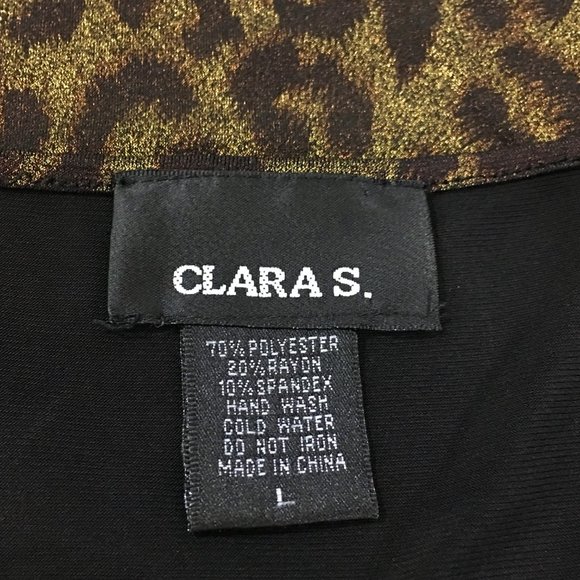 CLARA S.
70% POLYESTER
20% RAYON
10% SPANDEX
HAND WASH
COLD WATER
DO NOT IRON
MADE IN CHINA
L